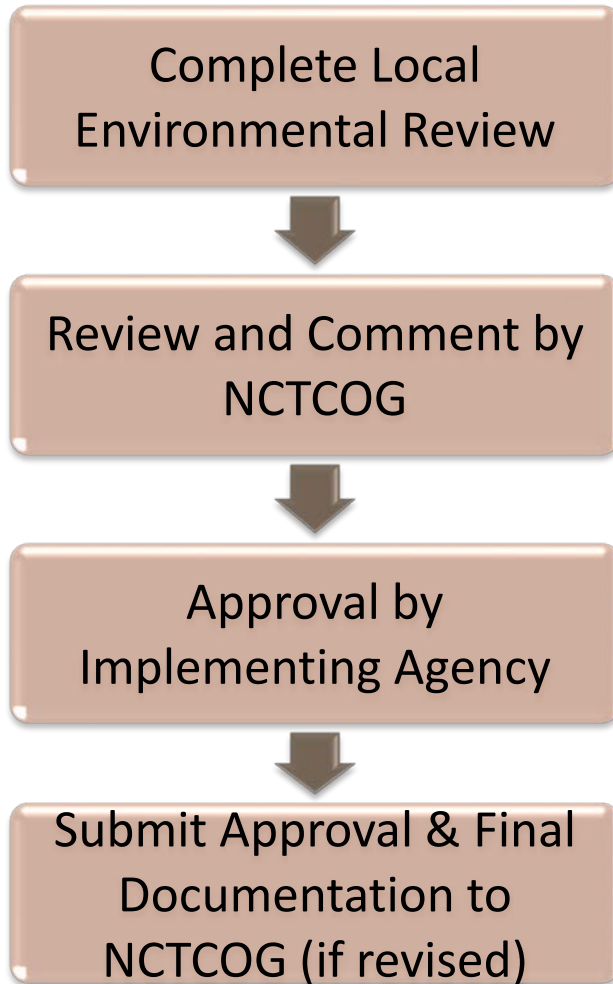 Complete Local
Environmental Review
Review and Comment by
NCTCOG
Approval by
Implementing Agency
Submit Approval & Final
Documentation to
NCTCOG (if revised)